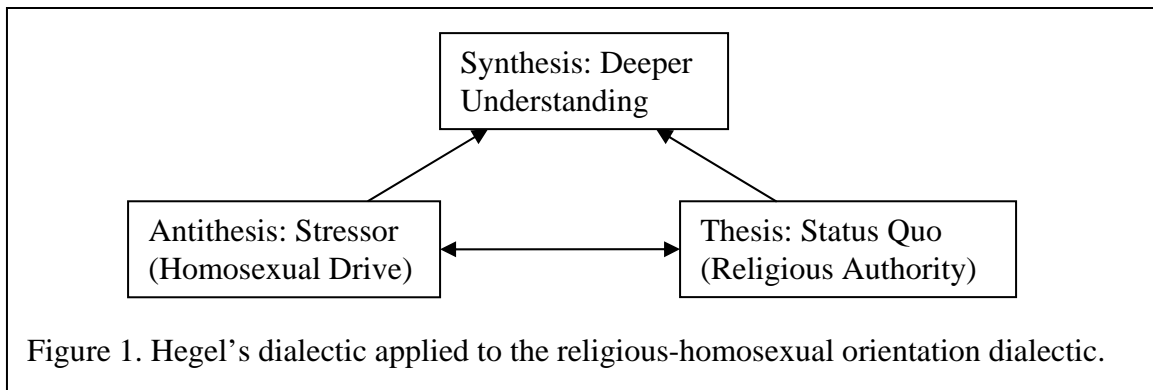 Synthesis: Deeper
Understanding
Antithesis: Stressor
(Homosexual Drive)
Thesis: Status Quo
(Religious Authority)
Figure 1. Hegel’s dialectic applied to the religious-homosexual orientation dialectic.